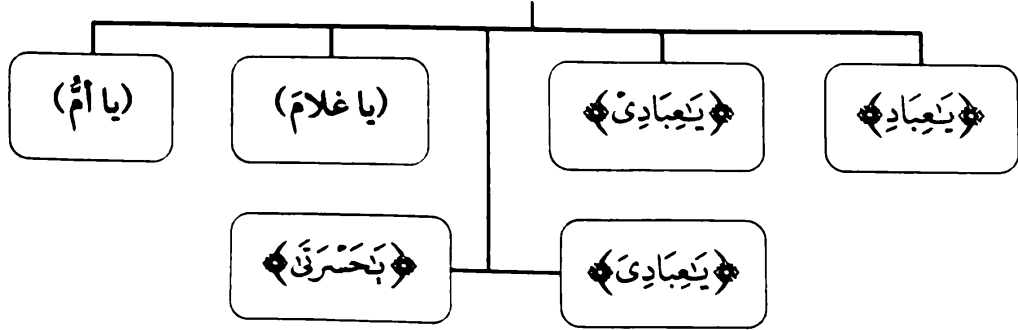 ﴿يَٰعِبَادِ﴾ ﴿يَٰعِبَادِىْ﴾ (يا غلامَ) (يا أمُّ)
﴿يَٰعِبَادِىَ﴾ ﴿يَٰحَسْرَتَىٰ﴾